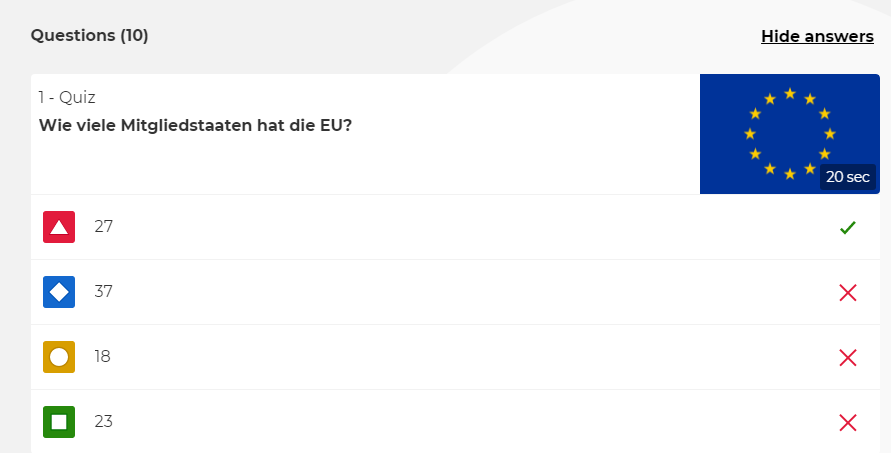 Questions (10)
Hide answers
1 - Quiz
Wie viele Mitgliedstaaten hat die EU?
20 sec
27
37
18
23